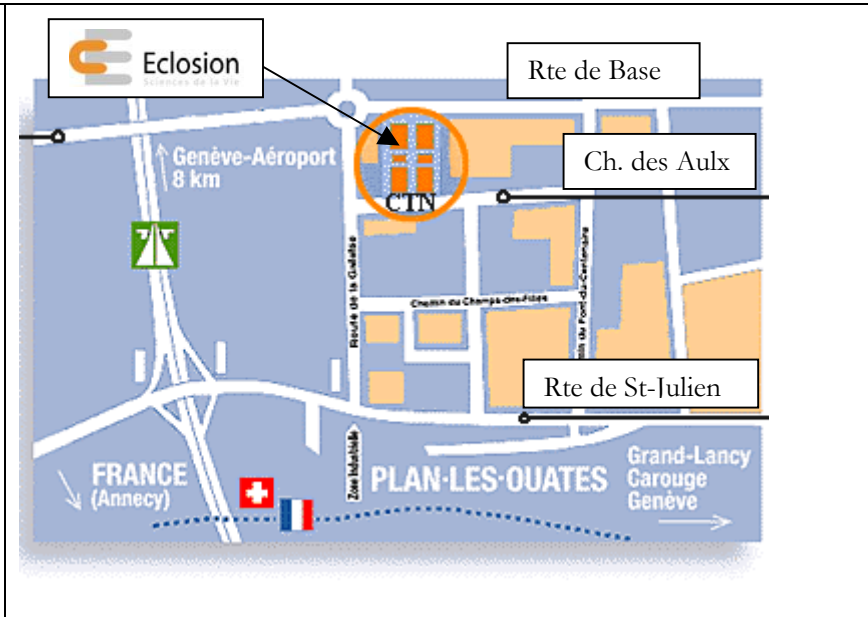 Eclosion
Sciences de la Vie
Rte de Base
Genève-Aéroport
8 km
Ch. des Aulx
CTN
Route de la Galaise
Chemin du Champs-des-Filles
Rte de St-Julien
Zone Industrielle
FRANCE
(Annecy)
PLAN-LES-OUATES
Grand-Lancy
Carouge
Genève